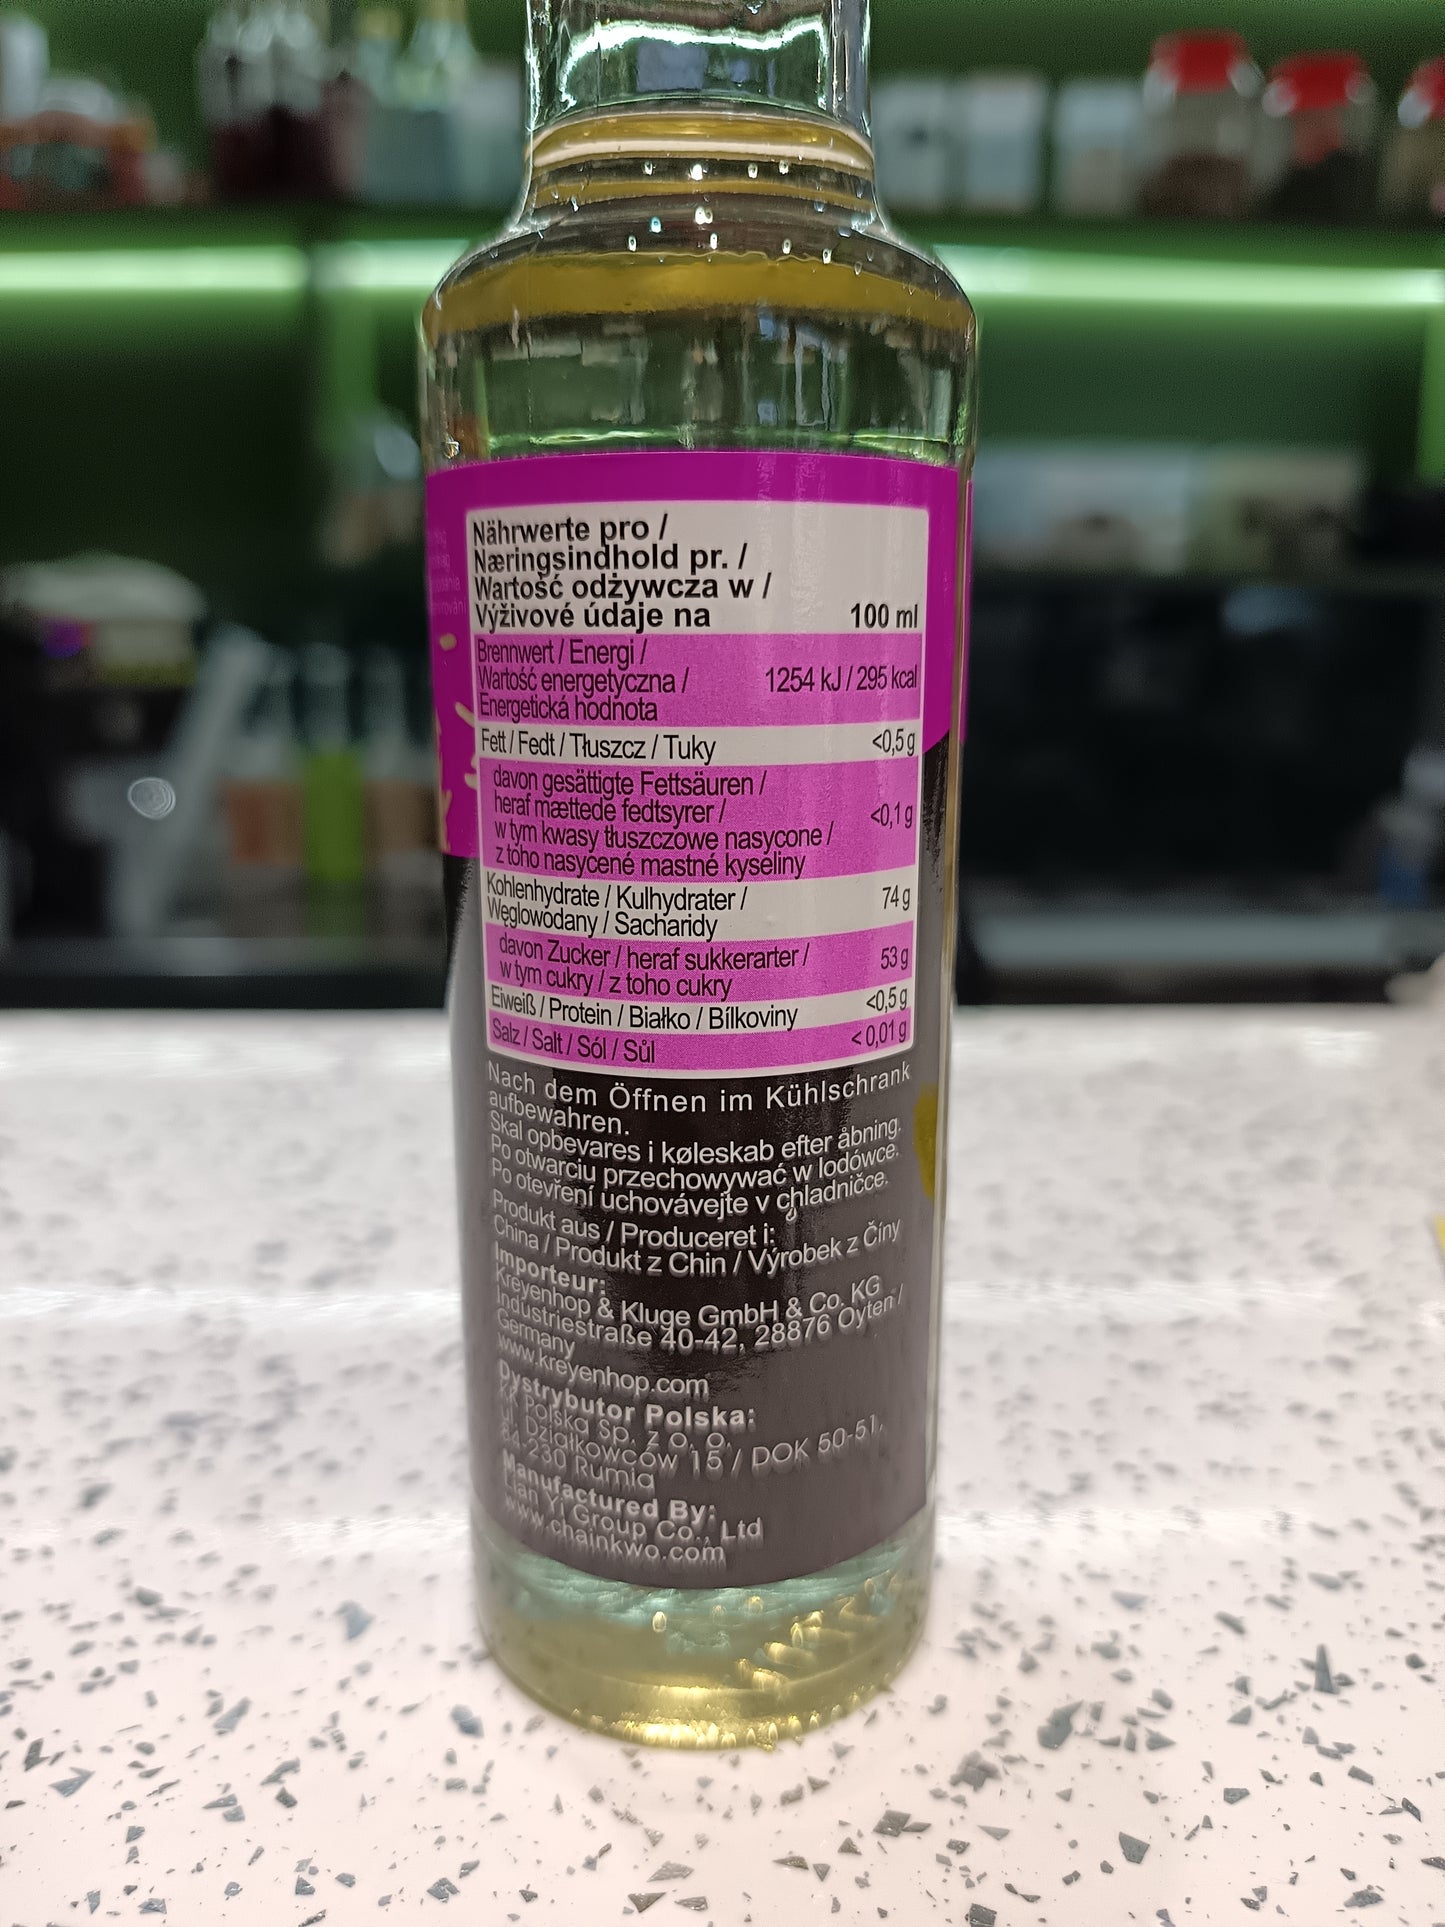 Nährwerte pro /
Næringsindhold pr. /
Wartość odżywcza w /
Výživové údaje na 100 ml
Brennwert / Energi /
Wartość energetyczna / 1254 kJ / 295 kcal
Energetická hodnota
Fett / Fedt / Tłuszcz / Tuky <0,5 g
davon gesättigte Fettsäuren /
heraf mættede fedtsyrer /
w tym kwasy tłuszczowe nasycone / <0,1 g
z toho nasycené mastné kyseliny
Kohlenhydrate / Kulhydrater / 74 g
Węglowodany / Sacharidy
davon Zucker / heraf sukkerarter / 53 g
w tym cukry / z toho cukry
Eiweiß / Protein / Białko / Bílkoviny <0,5 g
Salz / Salt / Sól / Sůl < 0,01 g
Nach dem Öffnen im Kühlschrank
aufbewahren.
Skal opbevares i køleskab efter åbning.
Po otwarciu przechowywać w lodówce.
Po otevření uchovávejte v chladničce.
Produkt aus / Produceret i:
China / Produkt z Chin / Výrobek z Číny
Importeur:
Kreyenhop & Kluge GmbH & Co. KG
Industriestraße 40-42, 28876 Oyten /
Germany
www.kreyenhop.com
Dystrybutor Polska:
KK Polska Sp. z o. o.
ul. Działkowców 15 / DOK 50-51,
84-230 Rumia
Manufactured By:
Lian Yi Group Co., Ltd
www.chainkwo.com